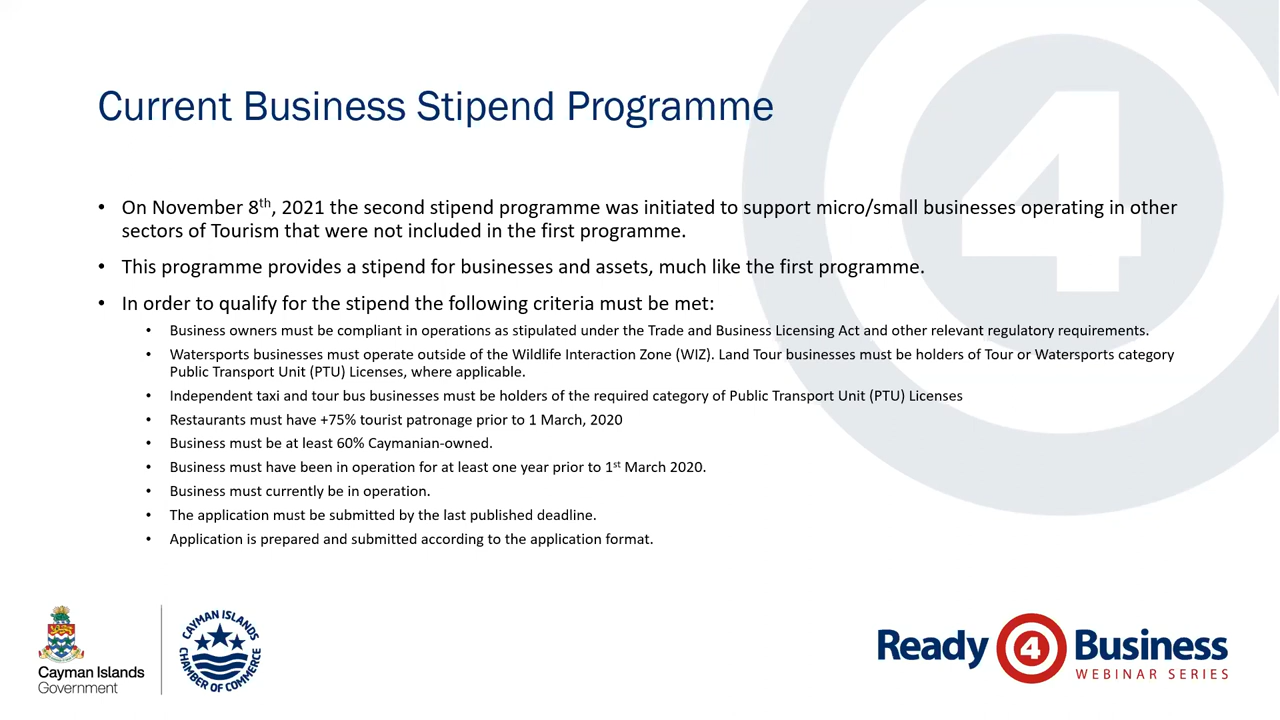 Current Business Stipend Programme
• On November 8th, 2021 the second stipend programme was initiated to support micro/small businesses operating in other
sectors of Tourism that were not included in the first programme.
• This programme provides a stipend for businesses and assets, much like the first programme.
• In order to qualify for the stipend the following criteria must be met:
• Business owners must be compliant in operations as stipulated under the Trade and Business Licensing Act and other relevant regulatory requirements.
• Watersports businesses must operate outside of the Wildlife Interaction Zone (WIZ). Land Tour businesses must be holders of Tour or Watersports category
Public Transport Unit (PTU) Licenses, where applicable.
• Independent taxi and tour bus businesses must be holders of the required category of Public Transport Unit (PTU) Licenses
• Restaurants must have +75% tourist patronage prior to 1 March, 2020
• Business must be at least 60% Caymanian-owned.
• Business must have been in operation for at least one year prior to 1st March 2020.
• Business must currently be in operation.
• The application must be submitted by the last published deadline.
• Application is prepared and submitted according to the application format.
4
Cayman Islands
Government
CAYMAN ISLANDS
CHAMBER OF COMMERCE
Ready 4 Business
WEBINAR SERIES